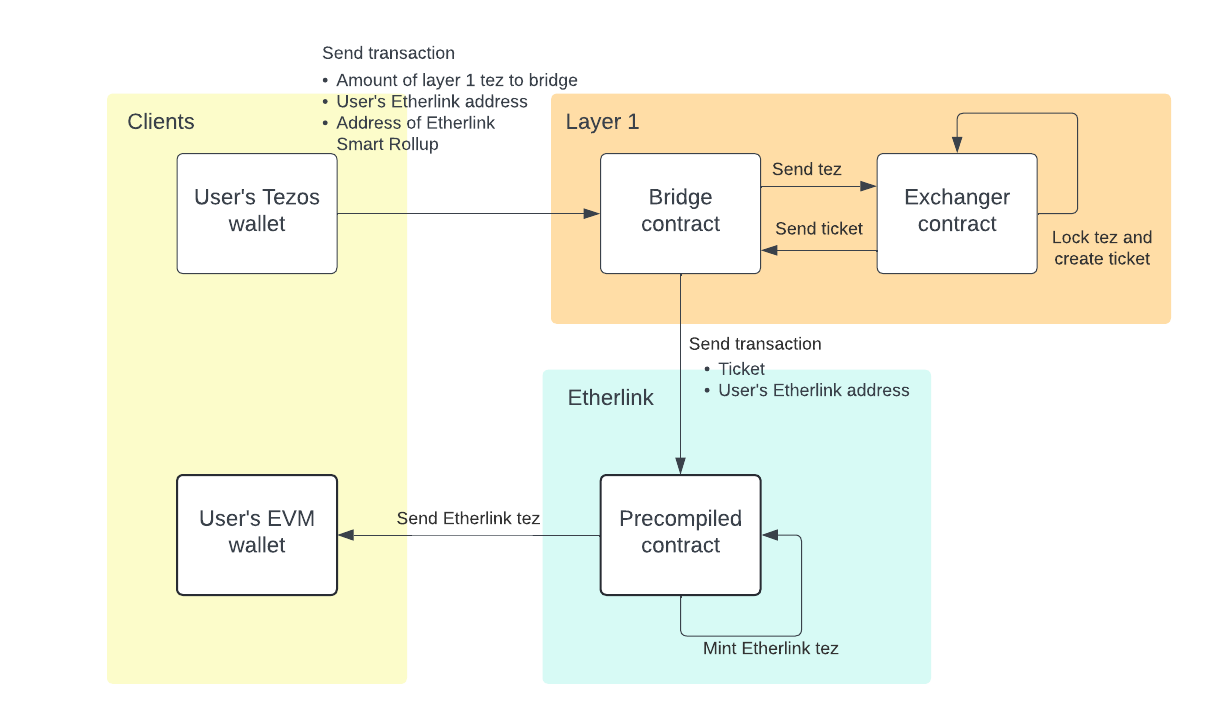 Send transaction
• Amount of layer 1 tez to bridge
• User's Etherlink address
• Address of Etherlink
Smart Rollup
Clients
Layer 1
User's Tezos
wallet
Bridge
contract
Send tez
Send ticket
Exchanger
contract
Lock tez and
create ticket
Send transaction
• Ticket
• User's Etherlink address
Etherlink
User's EVM
wallet
Send Etherlink tez
Precompiled
contract
Mint Etherlink tez